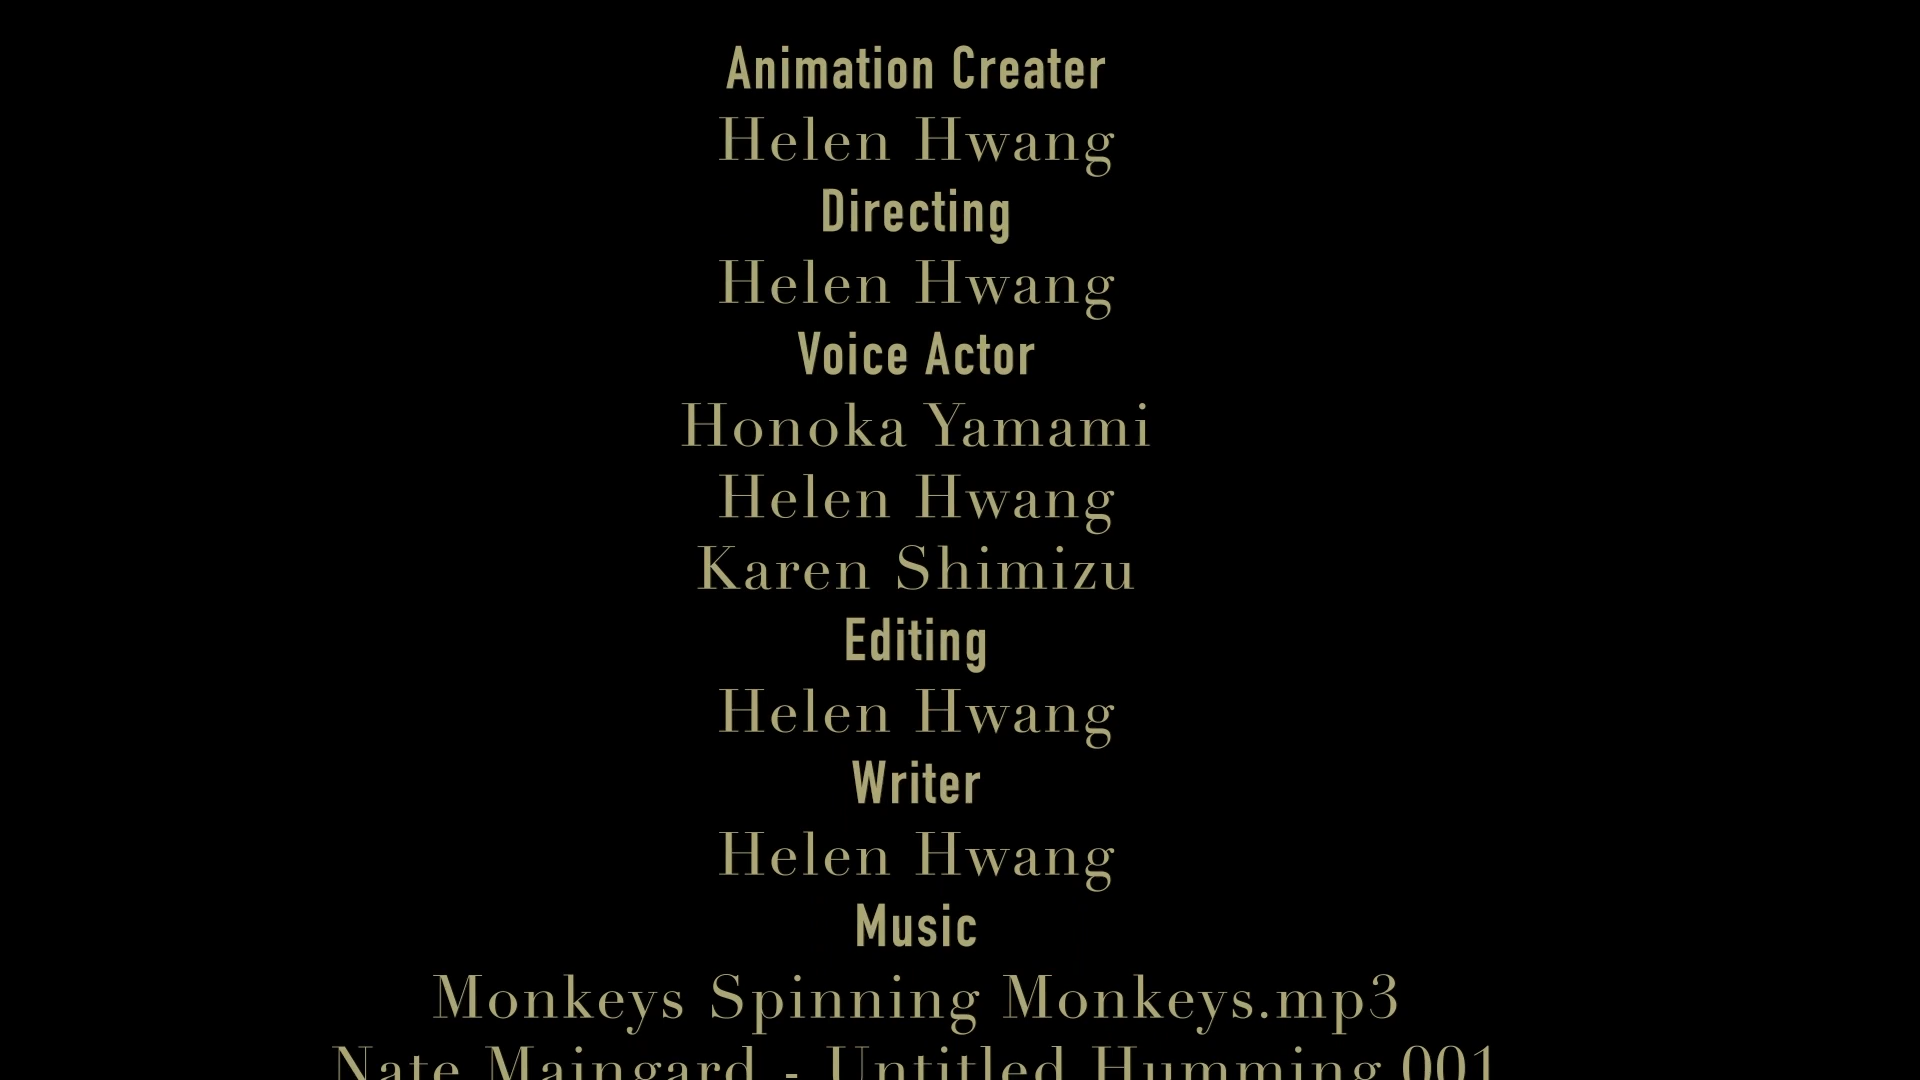 Animation Creater
Helen Hwang
Directing
Helen Hwang
Voice Actor
Honoka Yamami
Helen Hwang
Karen Shimizu
Editing
Helen Hwang
Writer
Helen Hwang
Music
Monkeys Spinning Monkeys.mp3
Nate Maingard - Untitled Humming 001